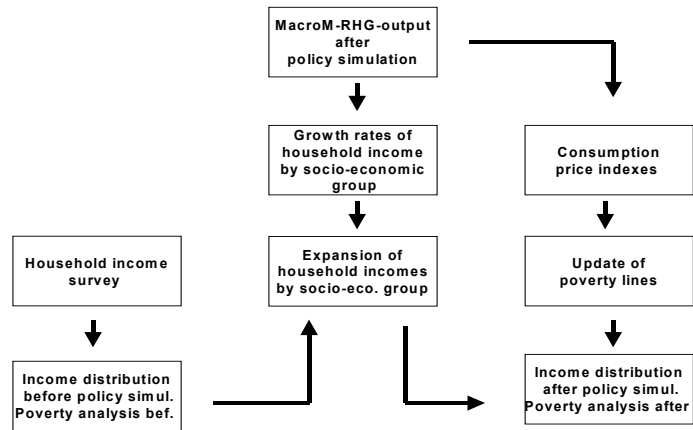 MacroM-RHG-output
after
policy simulation
Growth rates of
household income
by socio-economic
group
Consumption
price indexes
Household income
survey
Expansion of
household incomes
by socio-eco. group
Update of
poverty lines
Income distribution
before policy simul.
Poverty analysis bef.
Income distribution
after policy simul.
Poverty analysis after